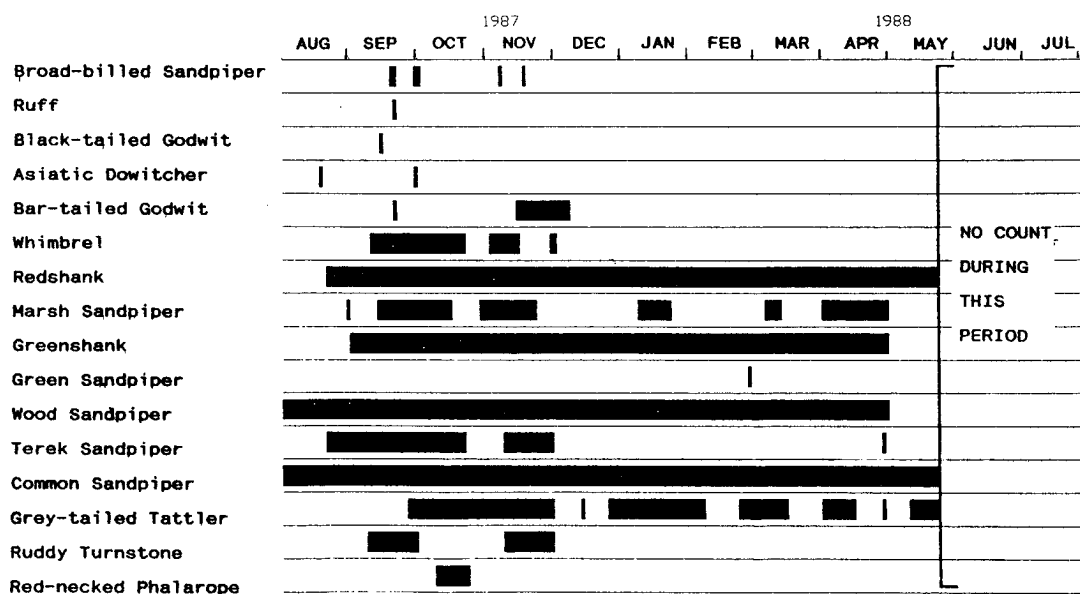 1987 1988
AUG SEP OCT NOV DEC JAN FEB MAR APR MAY JUN JUL
Broad-billed Sandpiper
Ruff
Black-tailed Godwit
Asiatic Dowitcher
Bar-tailed Godwit
Whimbrel
NO COUNT
Redshank
DURING
Marsh Sandpiper
THIS
Greenshank
PERIOD
Green Sandpiper
Wood Sandpiper
Terek Sandpiper
Common Sandpiper
Grey-tailed Tattler
Ruddy Turnstone
Red-necked Phalarope